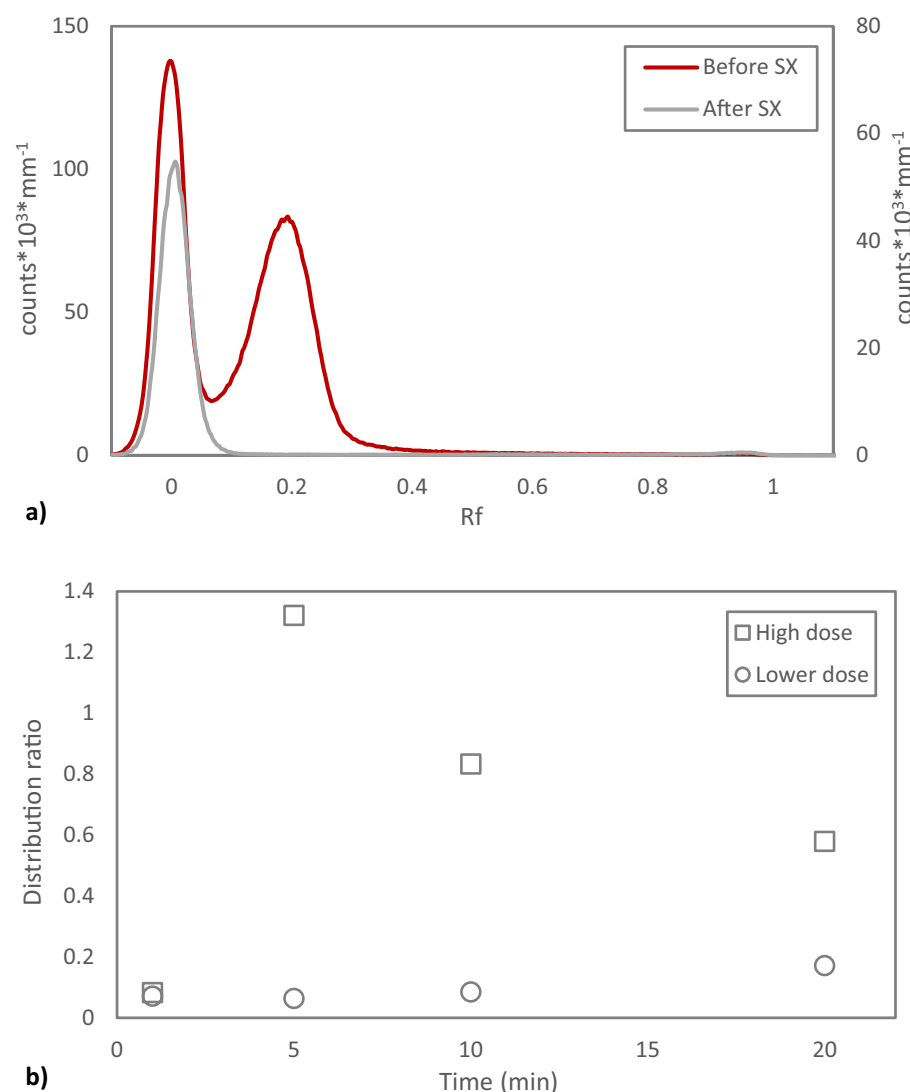 150
100
50
0
counts*10³*mm⁻¹
80
60
40
20
0
counts*10³*mm⁻¹
Before SX
After SX
0 0.2 0.4 0.6 0.8 1
Rf
a)
1.4
1.2
1
0.8
0.6
0.4
0.2
0
Distribution ratio
High dose
Lower dose
0 5 10 15 20
Time (min)
b)